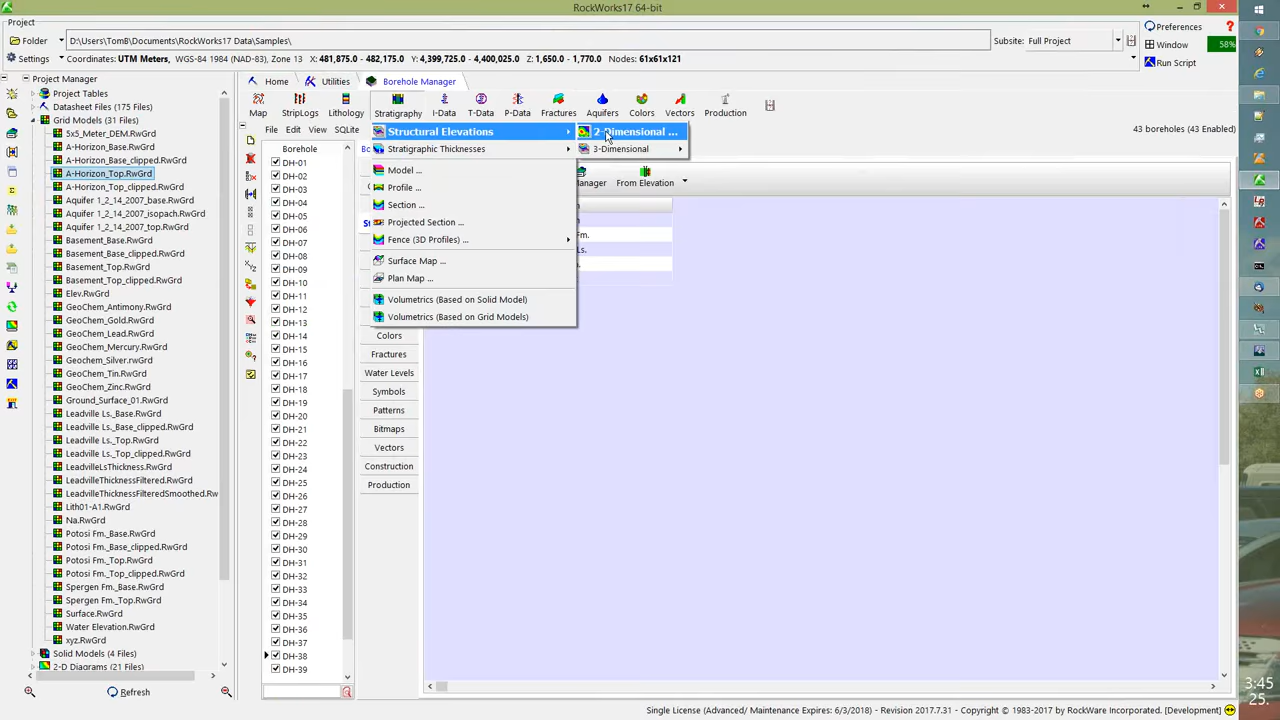 RockWorks17 64-bit
Project
Folder
D:\Users\TomB\Documents\RockWorks17 Data\Samples\
Subsite: Full Project
Preferences
?
Settings
Coordinates: UTM Meters, WGS-84 1984 (NAD-83), Zone 13 X: 481,875.0 - 482,175.0 Y: 4,399,725.0 - 4,400,025.0 Z: 1,650.0 - 1,770.0 Nodes: 61x61x121
Window
58%
Run Script
Project Manager
Home
Utilities
Borehole Manager
Project Tables
Datasheet Files (175 Files)
Grid Models (31 Files)
5x5_Meter_DEM.RwGrd
A-Horizon_Base.RwGrd
A-Horizon_Base_clipped.RwGrd
A-Horizon_Top.RwGrd
A-Horizon_Top_clipped.RwGrd
Aquifer 1_2_14_2007_base.RwGrd
Aquifer 1_2_14_2007_isopach.RwGrd
Aquifer 1_2_14_2007_top.RwGrd
Basement_Base.RwGrd
Basement_Base_clipped.RwGrd
Basement_Top.RwGrd
Basement_Top_clipped.RwGrd
Elev.RwGrd
GeoChem_Antimony.RwGrd
GeoChem_Gold.RwGrd
GeoChem_Lead.RwGrd
GeoChem_Mercury.RwGrd
Geochem_Silver.rwGrd
GeoChem_Tin.RwGrd
GeoChem_Zinc.RwGrd
Ground_Surface_01.RwGrd
Leadville Ls._Base.RwGrd
Leadville Ls._Base_clipped.RwGrd
Leadville Ls._Top.RwGrd
LeadvilleLsThickness.RwGrd
LeadvilleThicknessFiltered.RwGrd
LeadvilleThicknessFilteredSmoothed.RwGrd
Lith01-A1.RwGrd
Na.RwGrd
Potosi Fm._Base.RwGrd
Potosi Fm._Base_clipped.RwGrd
Potosi Fm._Top.RwGrd
Potosi Fm._Top_clipped.RwGrd
Spergen Fm._Base.RwGrd
Spergen Fm._Top.RwGrd
Surface.RwGrd
Water Elevation.RwGrd
xyz.RwGrd
Solid Models (4 Files)
2-D Diagrams (21 Files)
Refresh
Map
StripLogs
Lithology
Stratigraphy
I-Data
T-Data
P-Data
Fractures
Aquifers
Colors
Vectors
Production
File Edit View SQLite
43 boreholes (43 Enabled)
Borehole
DH-01
DH-02
DH-03
DH-04
DH-05
DH-06
DH-07
DH-08
DH-09
DH-10
DH-11
DH-12
DH-13
DH-14
DH-15
DH-16
DH-17
DH-18
DH-19
DH-20
DH-21
DH-22
DH-23
DH-24
DH-25
DH-26
DH-27
DH-28
DH-29
DH-30
DH-31
DH-32
DH-33
DH-34
DH-35
DH-36
DH-37
DH-38
DH-39
Structural Elevations
Stratigraphic Thicknesses
Model ...
Profile ...
Section ...
Projected Section ...
Fence (3D Profiles) ...
Surface Map ...
Plan Map ...
Volumetrics (Based on Solid Model)
Volumetrics (Based on Grid Models)
2-Dimensional ...
3-Dimensional
From Elevation
Fm.
Ls.
Colors
Fractures
Water Levels
Symbols
Patterns
Bitmaps
Vectors
Construction
Production
Single License (Advanced/ Maintenance Expires: 6/3/2018) - Revision 2017.7.31 - Copyright © 1983-2017 by RockWare Incorporated. [Development]
3:45
25.